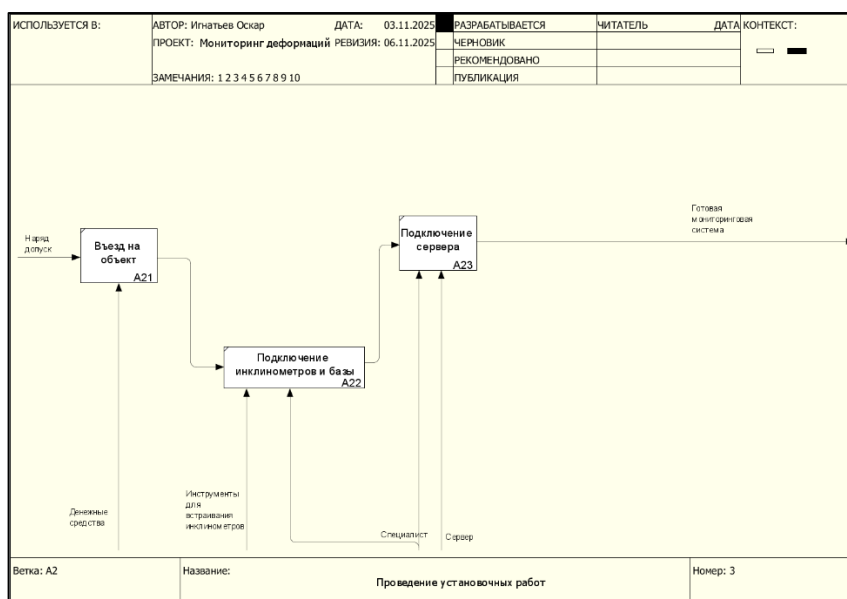 ИСПОЛЬЗУЕТСЯ В:
АВТОР: Игнатьев Оскар
ДАТА: 03.11.2025
РАЗРАБАТЫВАЕТСЯ
ЧИТАТЕЛЬ
ДАТА
КОНТЕКСТ:
ПРОЕКТ: Мониторинг деформаций
РЕВИЗИЯ: 06.11.2025
ЧЕРНОВИК
РЕКОМЕНДОВАНО
ЗАМЕЧАНИЯ: 1 2 3 4 5 6 7 8 9 10
ПУБЛИКАЦИЯ
Готовая
мониторинговая
система
Наряд
допуск
Въезд на
объект
A21
Подключение
сервера
A23
Подключение
инклинометров и базы
A22
Денежные
средства
Инструменты
для
встраивания
инклинометров
Специалист
Сервер
Ветка: A2
Название:
Проведение установочных работ
Номер: 3